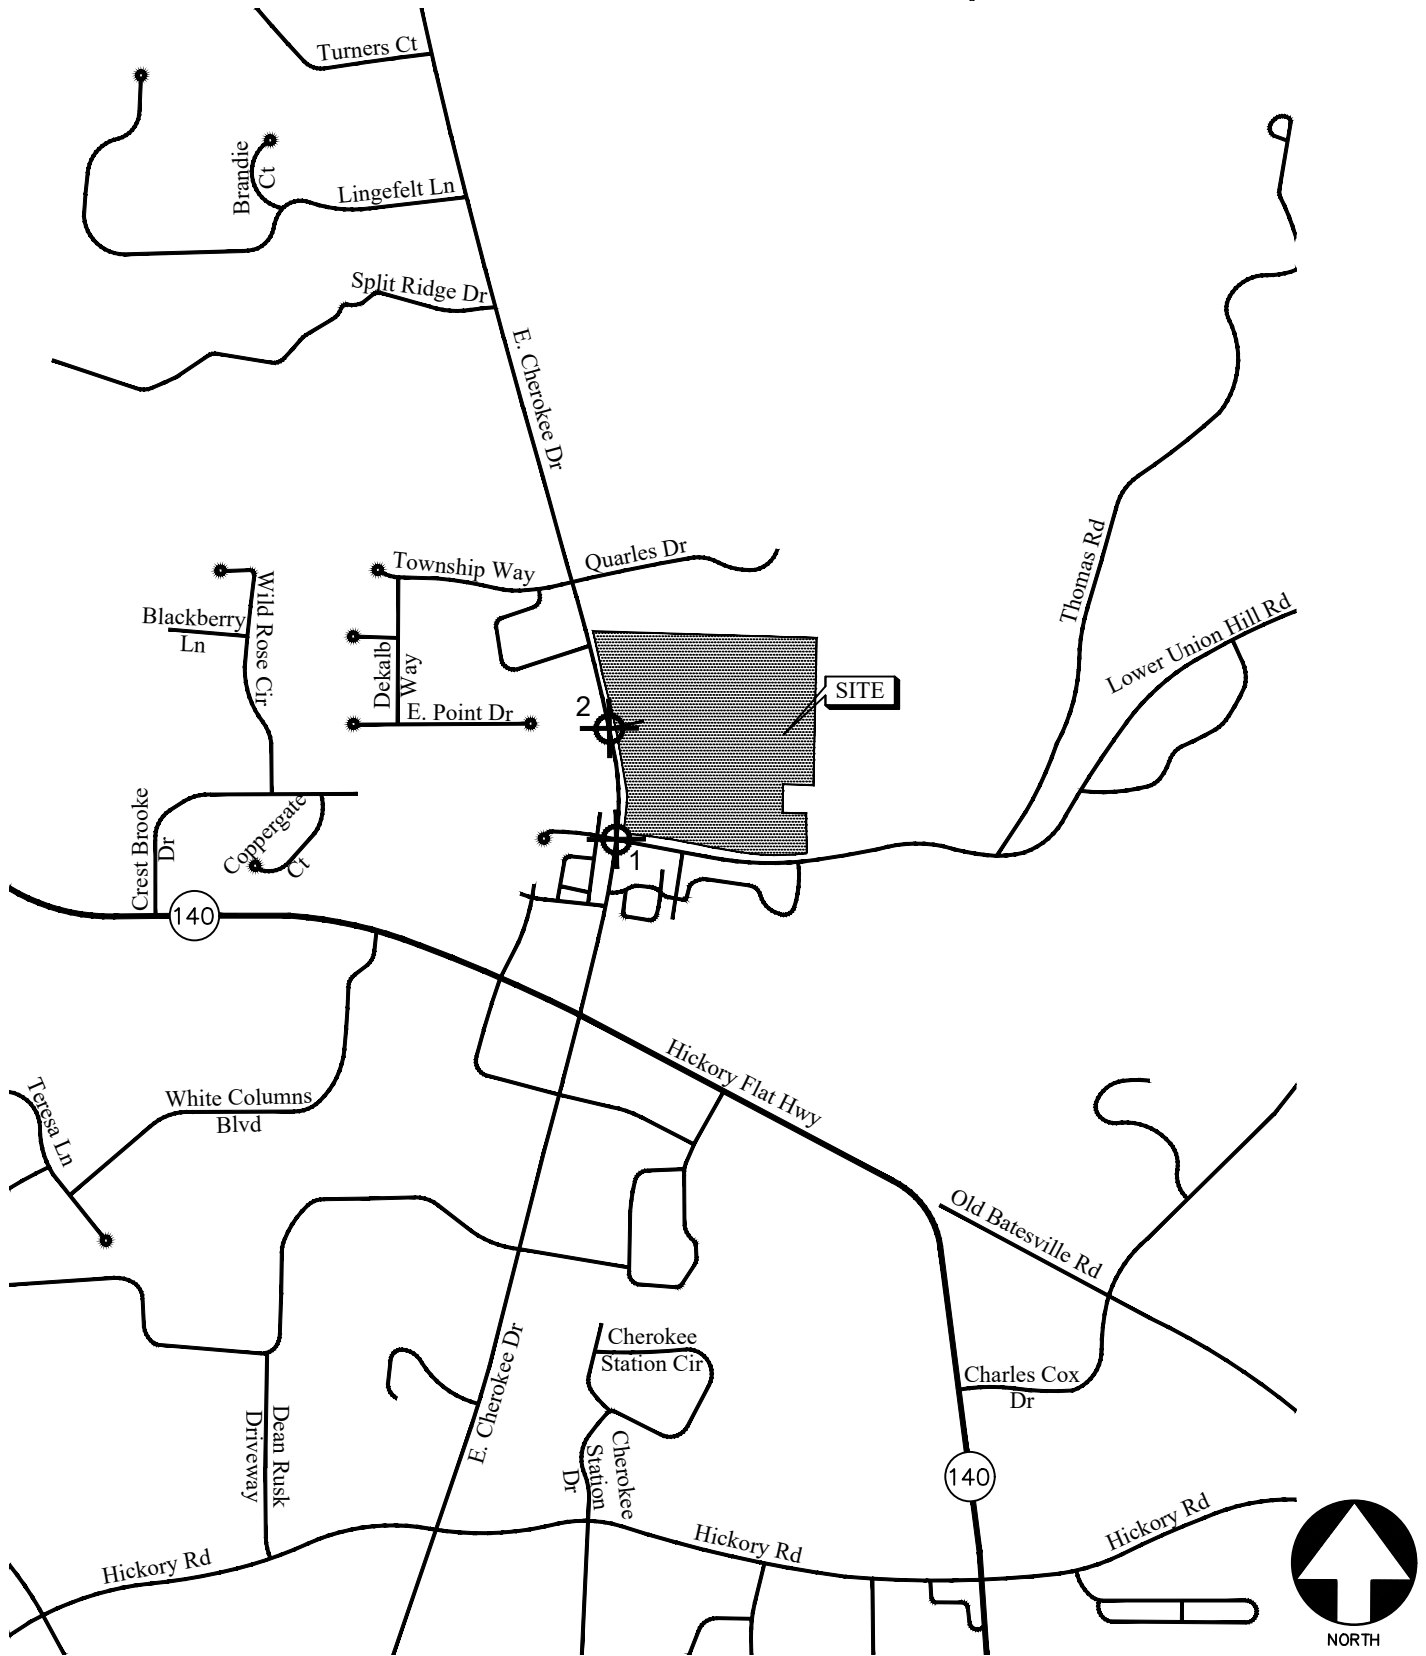 Turners Ct
Brandie
Ct
Lingefelt Ln
Split Ridge Dr
E. Cherokee Dr
Township Way
Quarles Dr
Wild Rose Cir
Blackberry
Ln
Dekalb
Way
E. Point Dr
Thomas Rd
Lower Union Hill Rd
SITE
2
1
Crest Brooke
Dr
Coppergate
Ct
140
Hickory Flat Hwy
White Columns
Blvd
Teresa Ln
Old Batesville Rd
Cherokee
Station Cir
Charles Cox
Dr
E. Cherokee Dr
Dean Rusk
Driveway
Cherokee
Station
Dr
140
Hickory Rd
Hickory Rd
Hickory Rd
NORTH